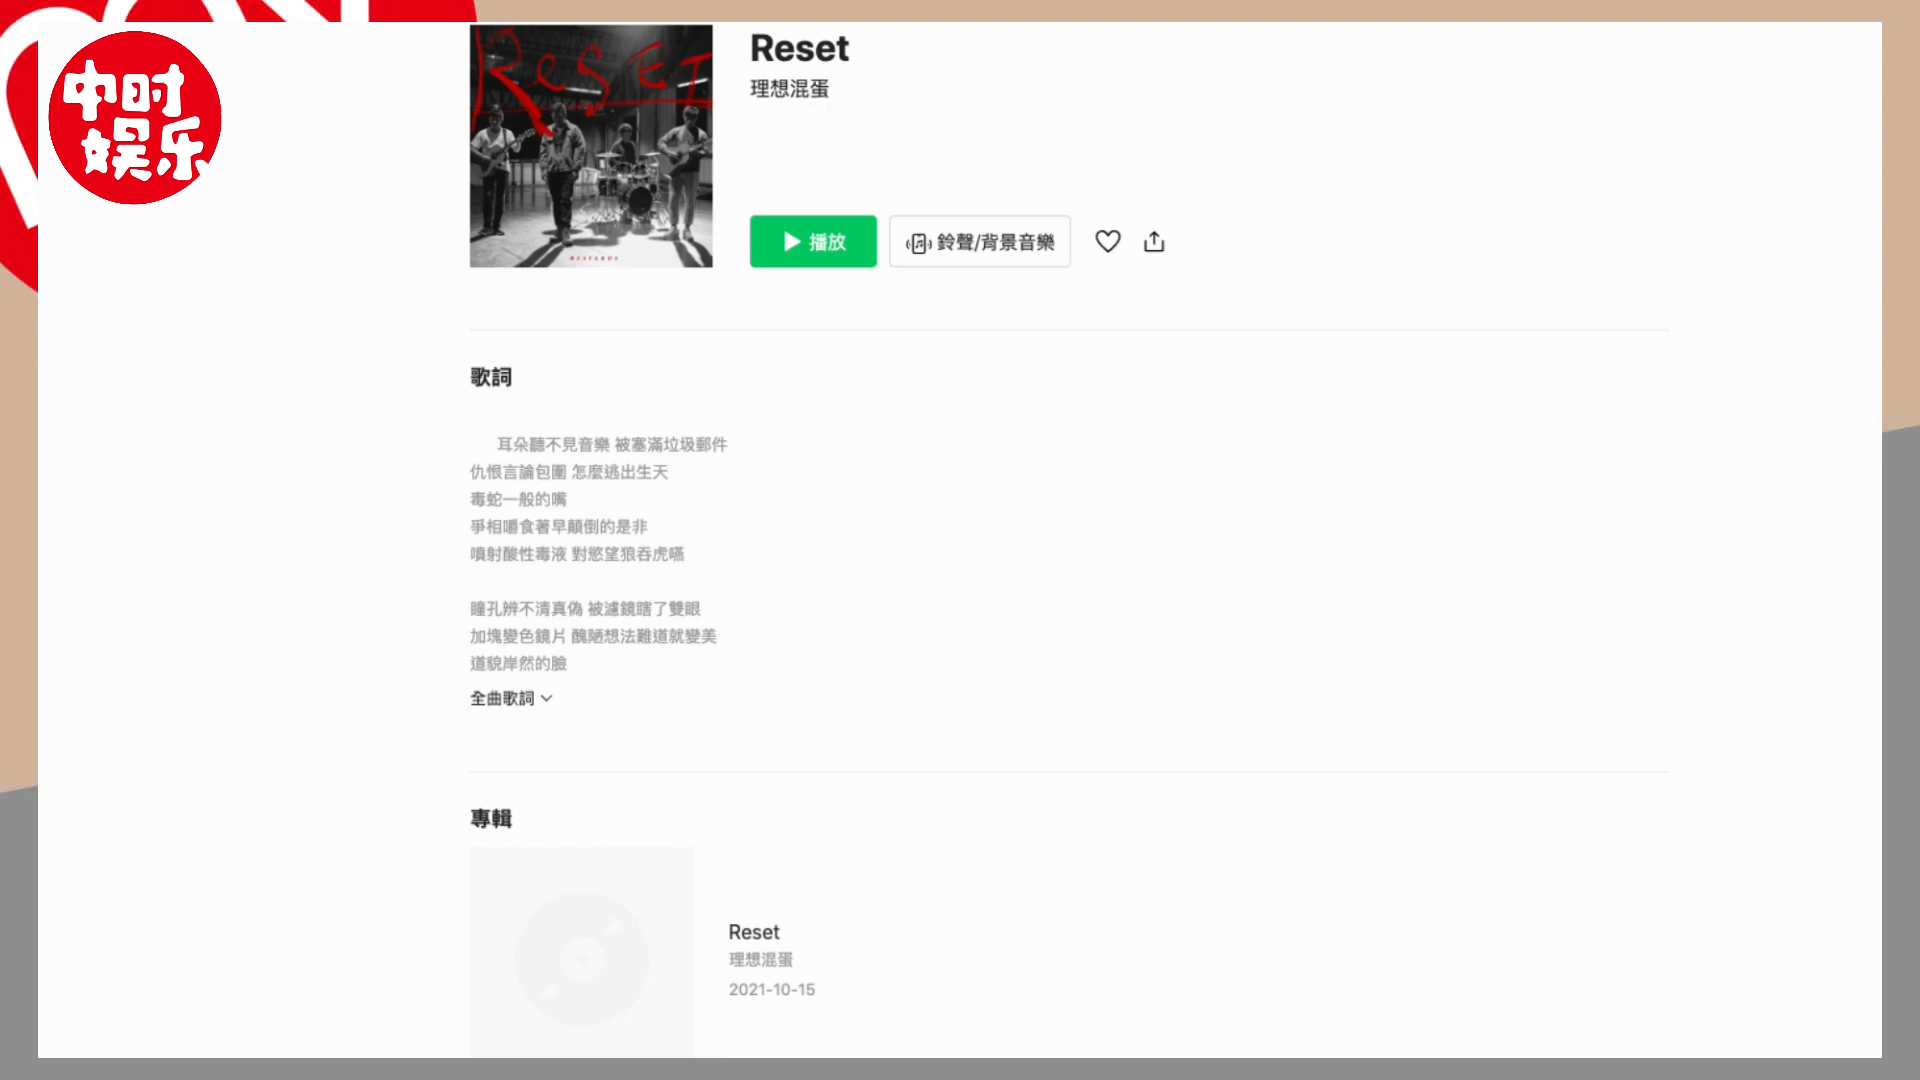 中时
娱乐
Reset
BESTARDS
Reset
理想混蛋
播放
鈴聲/背景音樂
歌詞
耳朵聽不見音樂 被塞滿垃圾郵件
仇恨言論包圍 怎麼逃出生天
毒蛇一般的嘴
爭相嚼食著早顛倒的是非
噴射酸性毒液 對慾望狼吞虎嚥
瞳孔辨不清真偽 被濾鏡瞎了雙眼
加塊變色鏡片 醜陋想法難道就變美
道貌岸然的臉
全曲歌詞
專輯
Reset
理想混蛋
2021-10-15